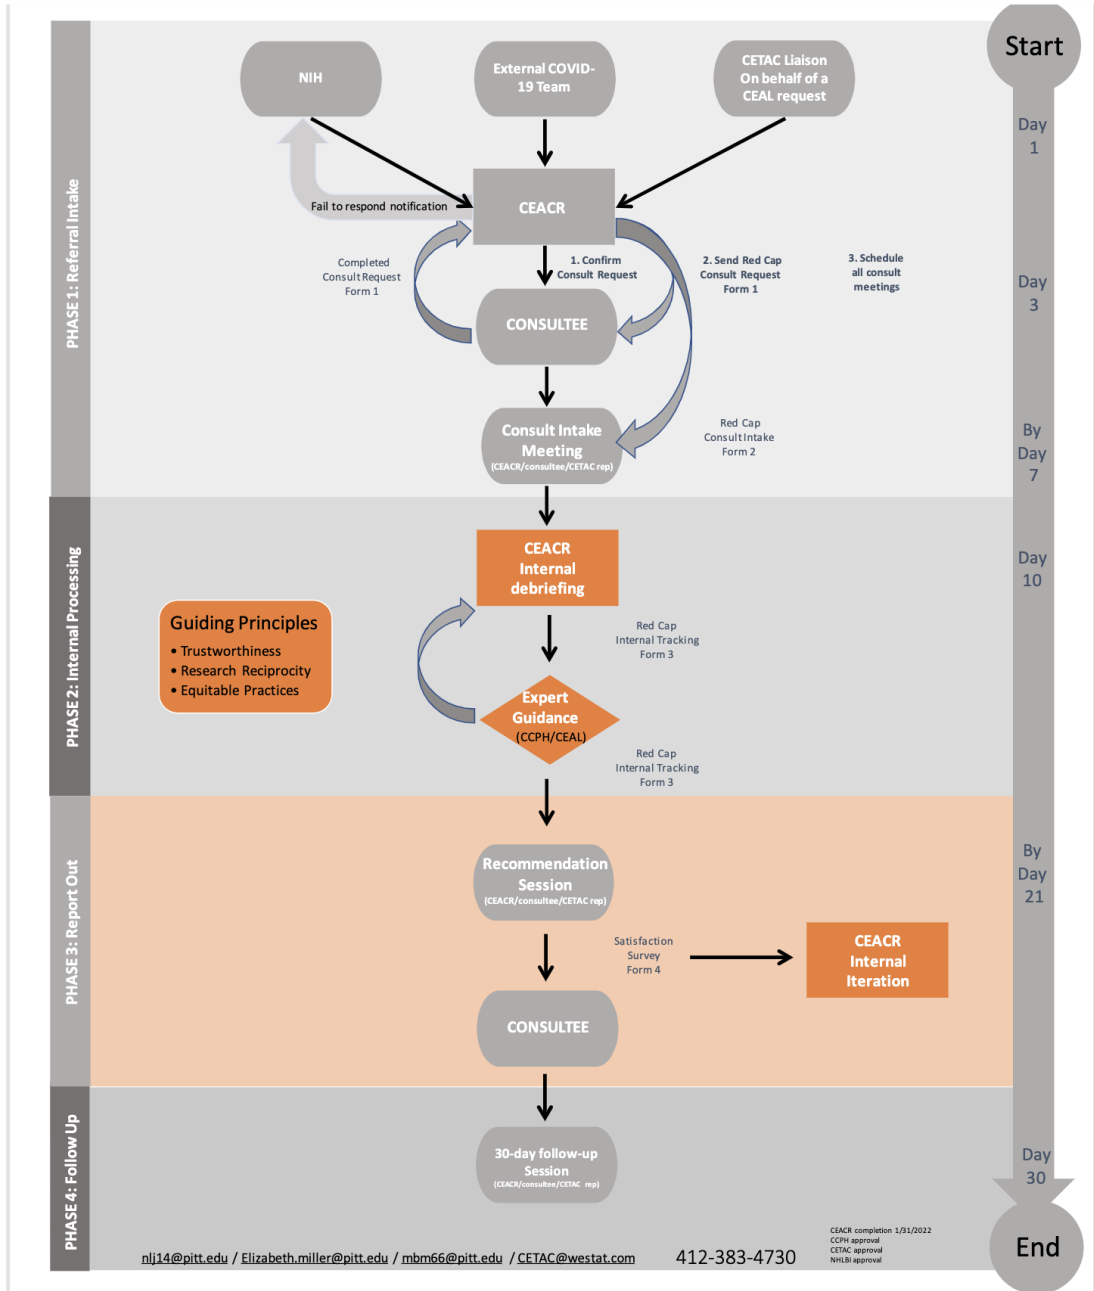 Start
NIH
External COVID-
19 Team
CETAC Liaison
On behalf of a
CEAL request
Day
1
PHASE 1: Referral Intake
Fail to respond notification
CEACR
Completed
Consult Request
Form 1
1. Confirm
Consult Request
2. Send Red Cap
Consult Request
Form 1
3. Schedule
all consult
meetings
Day
3
CONSULTEE
Consult Intake
Meeting
(CEACR/consultee/CETAC rep)
Red Cap
Consult Intake
Form 2
By
Day
7
PHASE 2: Internal Processing
CEACR
Internal
debriefing
Day
10
Guiding Principles
• Trustworthiness
• Research Reciprocity
• Equitable Practices
Red Cap
Internal Tracking
Form 3
Expert
Guidance
(CCPH/CEAL)
Red Cap
Internal Tracking
Form 3
PHASE 3: Report Out
Recommendation
Session
(CEACR/consultee/CETAC rep)
By
Day
21
Satisfaction
Survey
Form 4
CEACR
Internal
Iteration
CONSULTEE
PHASE 4: Follow Up
30-day follow-up
Session
(CEACR/consultee/CETAC rep)
Day
30
nlj14@pitt.edu / Elizabeth.miller@pitt.edu / mbm66@pitt.edu / CETAC@westat.com
412-383-4730
CEACR completion 1/31/2022
CCPH approval
CETAC approval
NHLBI approval
End